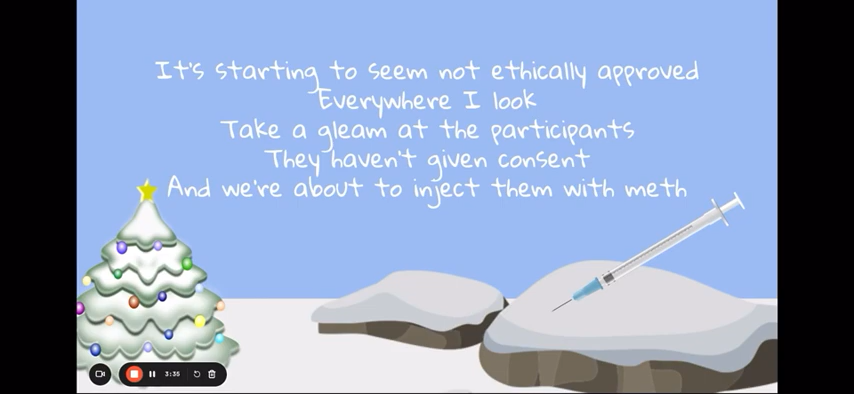 It's starting to seem not ethically approved
Everywhere I look
Take a gleam at the participants
They haven't given consent
And we're about to inject them with meth
3:35